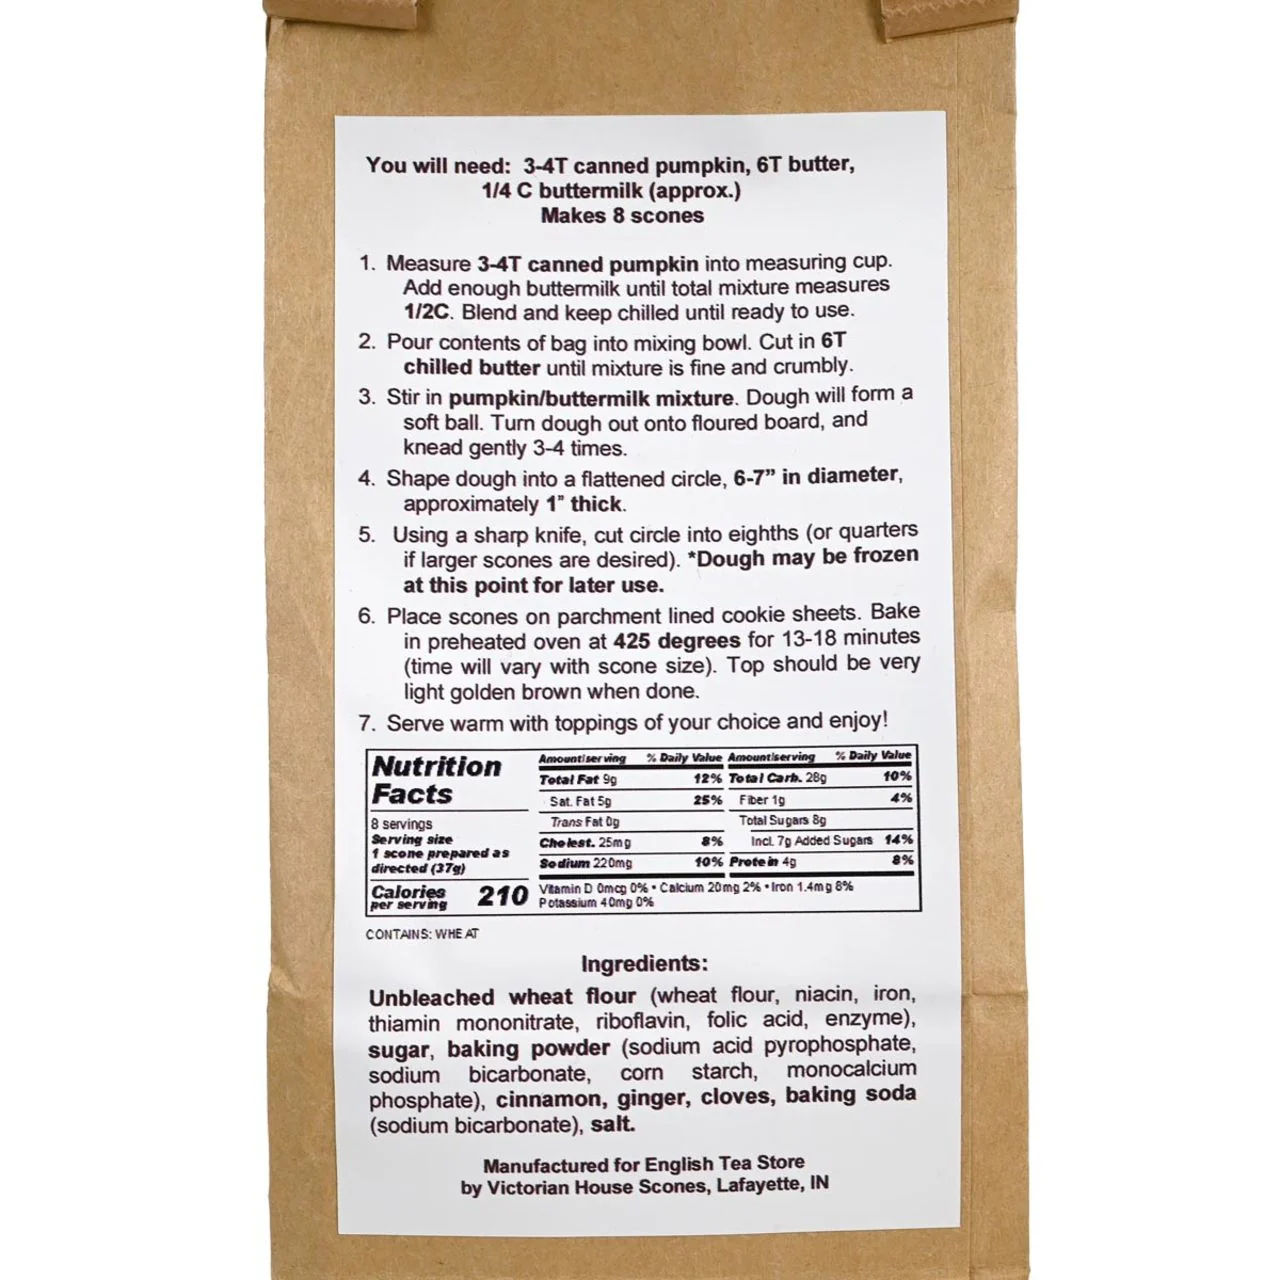 You will need: 3-4T canned pumpkin, 6T butter,
1/4 C buttermilk (approx.)
Makes 8 scones
1. Measure 3-4T canned pumpkin into measuring cup.
Add enough buttermilk until total mixture measures
1/2C. Blend and keep chilled until ready to use.
2. Pour contents of bag into mixing bowl. Cut in 6T
chilled butter until mixture is fine and crumbly.
3. Stir in pumpkin/buttermilk mixture. Dough will form a
soft ball. Turn dough out onto floured board, and
knead gently 3-4 times.
4. Shape dough into a flattened circle, 6-7” in diameter,
approximately 1” thick.
5. Using a sharp knife, cut circle into eighths (or quarters
if larger scones are desired). *Dough may be frozen
at this point for later use.
6. Place scones on parchment lined cookie sheets. Bake
in preheated oven at 425 degrees for 13-18 minutes
(time will vary with scone size). Top should be very
light golden brown when done.
7. Serve warm with toppings of your choice and enjoy!
Nutrition
Facts
8 servings
Serving size
1 scone prepared as
directed (37g)
Calories
per serving 210
Amount/serving % Daily Value
Total Fat 9g 12%
Sat. Fat 5g 25%
Trans Fat 0g
Cholest. 25mg 8%
Sodium 220mg 10%
Amount/serving % Daily Value
Total Carb. 28g 10%
Fiber 1g 4%
Total Sugars 8g
Incl. 7g Added Sugars 14%
Protein 4g 8%
Vitamin D 0mcg 0% • Calcium 20mg 2% • Iron 1.4mg 8%
Potassium 40mg 0%
CONTAINS: WHEAT
Ingredients:
Unbleached wheat flour (wheat flour, niacin, iron,
thiamin mononitrate, riboflavin, folic acid, enzyme),
sugar, baking powder (sodium acid pyrophosphate,
sodium bicarbonate, corn starch, monocalcium
phosphate), cinnamon, ginger, cloves, baking soda
(sodium bicarbonate), salt.
Manufactured for English Tea Store
by Victorian House Scones, Lafayette, IN